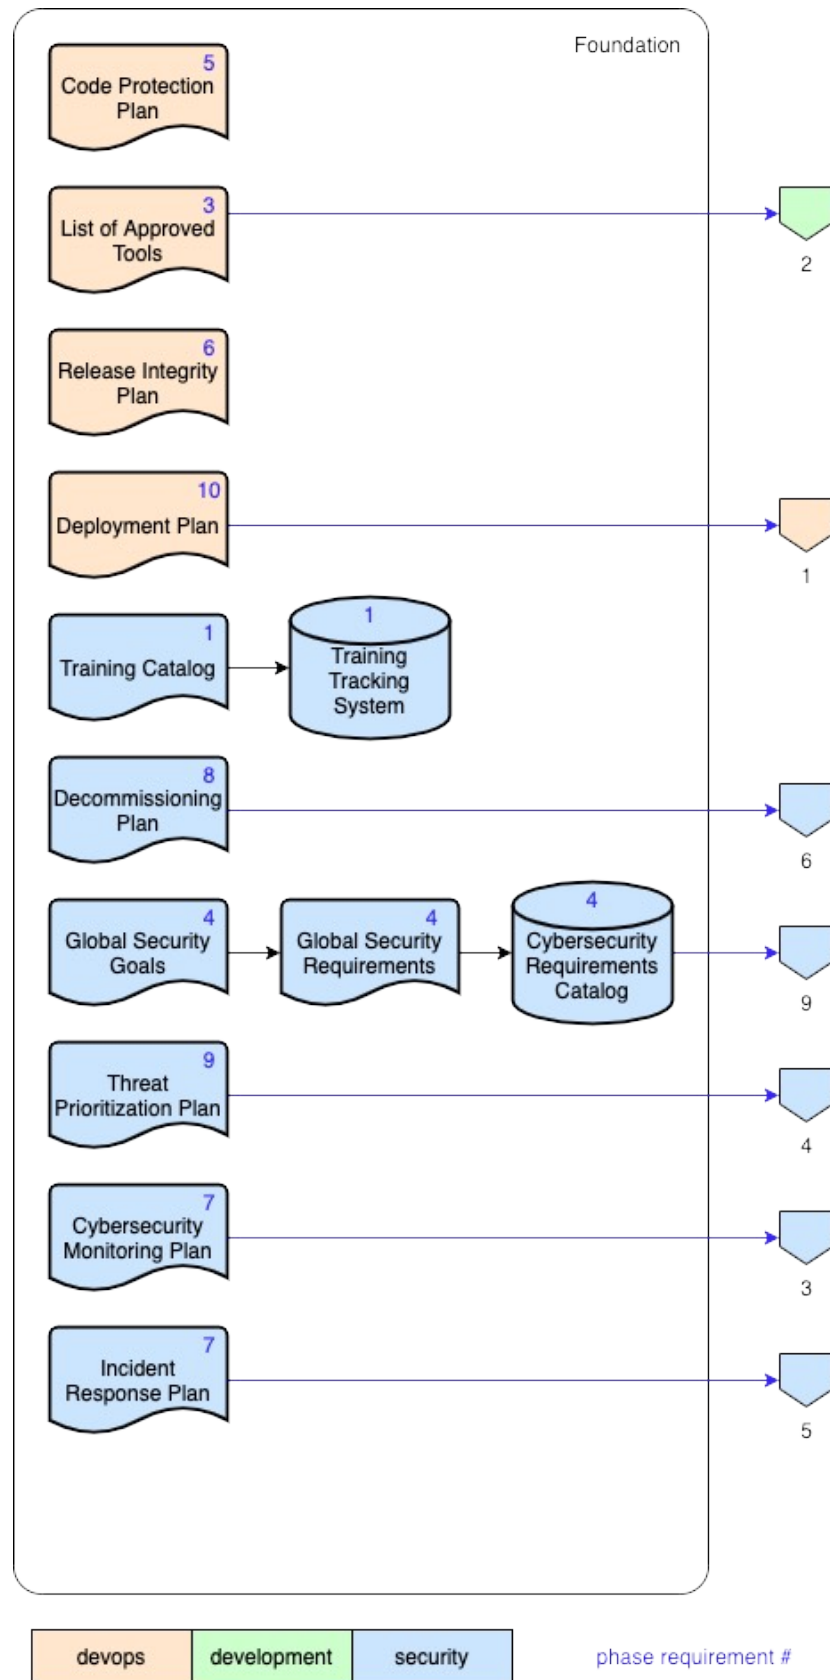 Foundation
5
Code Protection
Plan
3
List of Approved
Tools
2
6
Release Integrity
Plan
10
Deployment Plan
1
1
Training Catalog
1
Training
Tracking
System
8
Decommissioning
Plan
6
4
Global Security
Goals
4
Global Security
Requirements
4
Cybersecurity
Requirements
Catalog
9
9
Threat
Prioritization Plan
4
7
Cybersecurity
Monitoring Plan
3
7
Incident
Response Plan
5
devops
development
security
phase requirement #